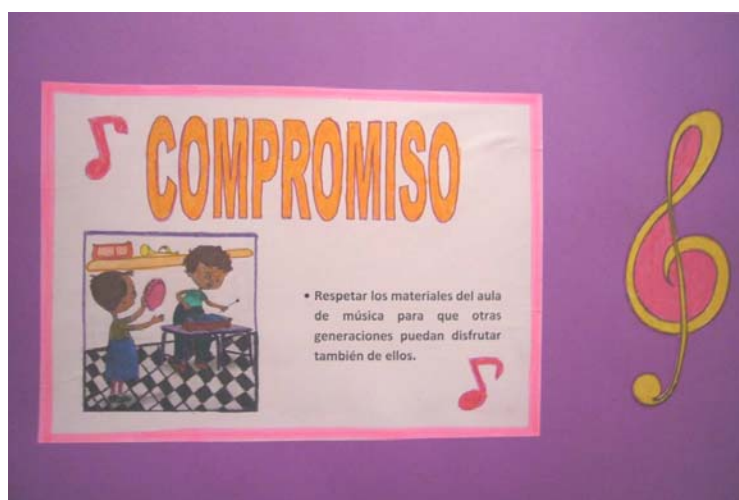 COMPROMISO
• Respetar los materiales del aula
de música para que otras
generaciones puedan disfrutar
también de ellos.